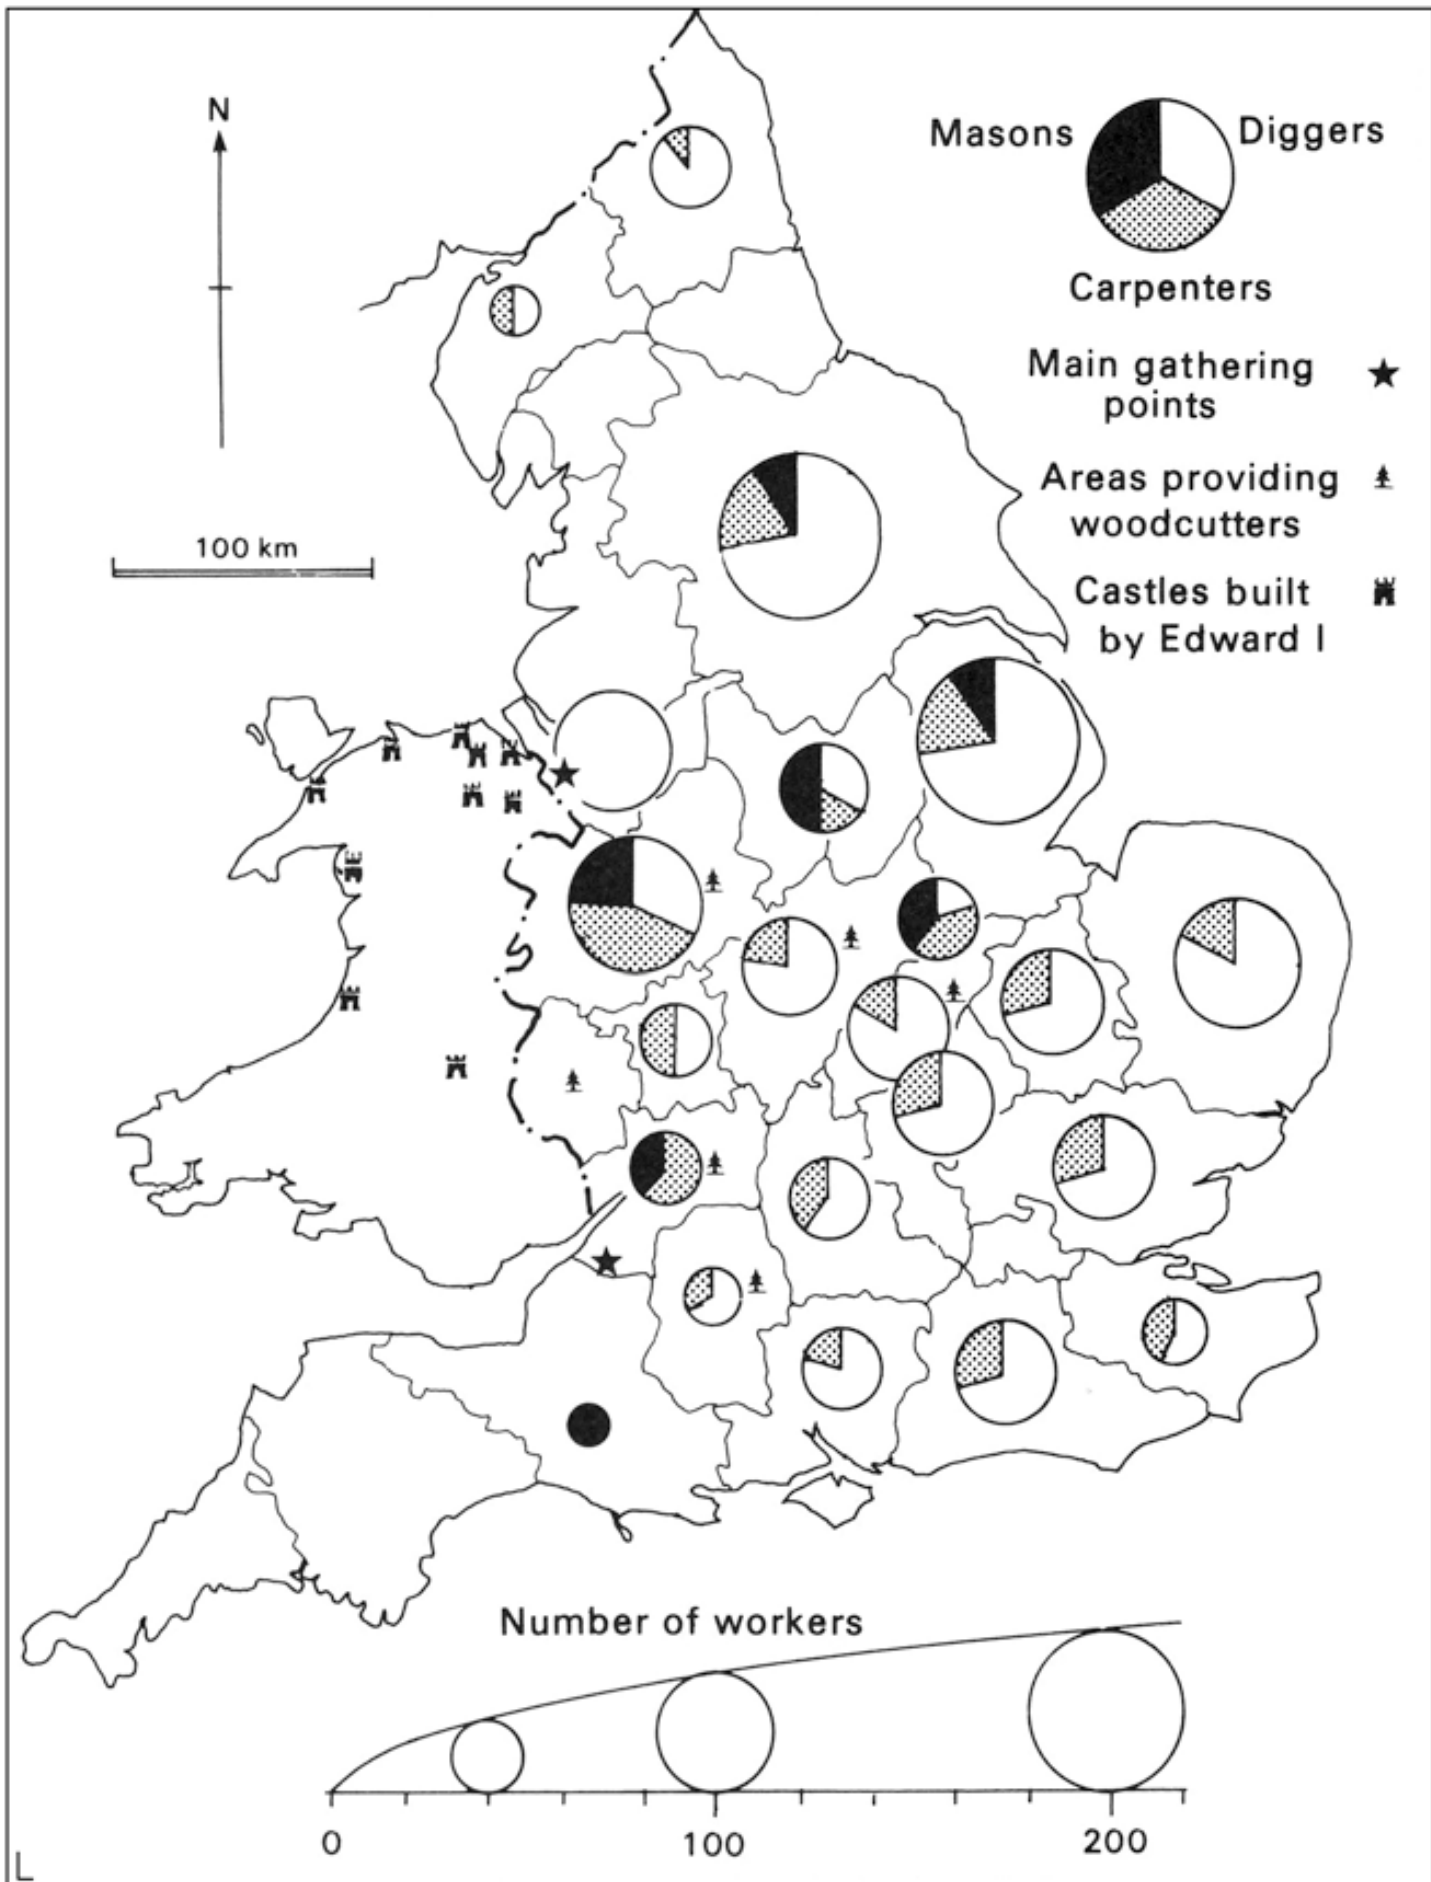 N
Masons
Diggers
Carpenters
Main gathering
points
Areas providing
woodcutters
Castles built
by Edward I
100 km
Number of workers
0
100
200
L